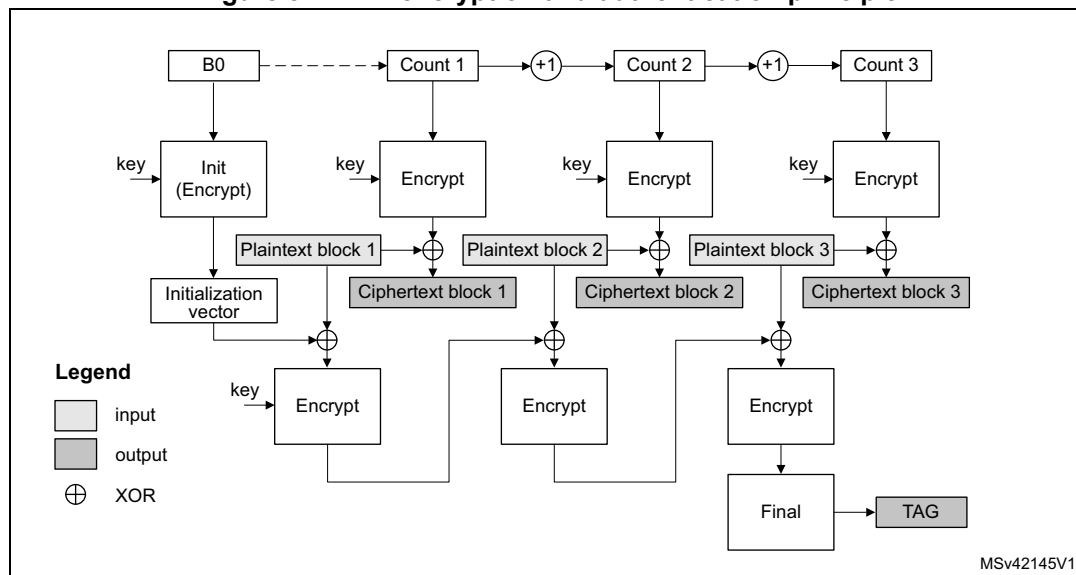 B0
Count 1
+1
Count 2
+1
Count 3
key
Init
(Encrypt)
key
Encrypt
key
Encrypt
key
Encrypt
Plaintext block 1
Plaintext block 2
Plaintext block 3
Ciphertext block 1
Ciphertext block 2
Ciphertext block 3
Initialization
vector
Legend
input
output
XOR
key
Encrypt
Encrypt
Encrypt
Final
TAG
MSv42145V1